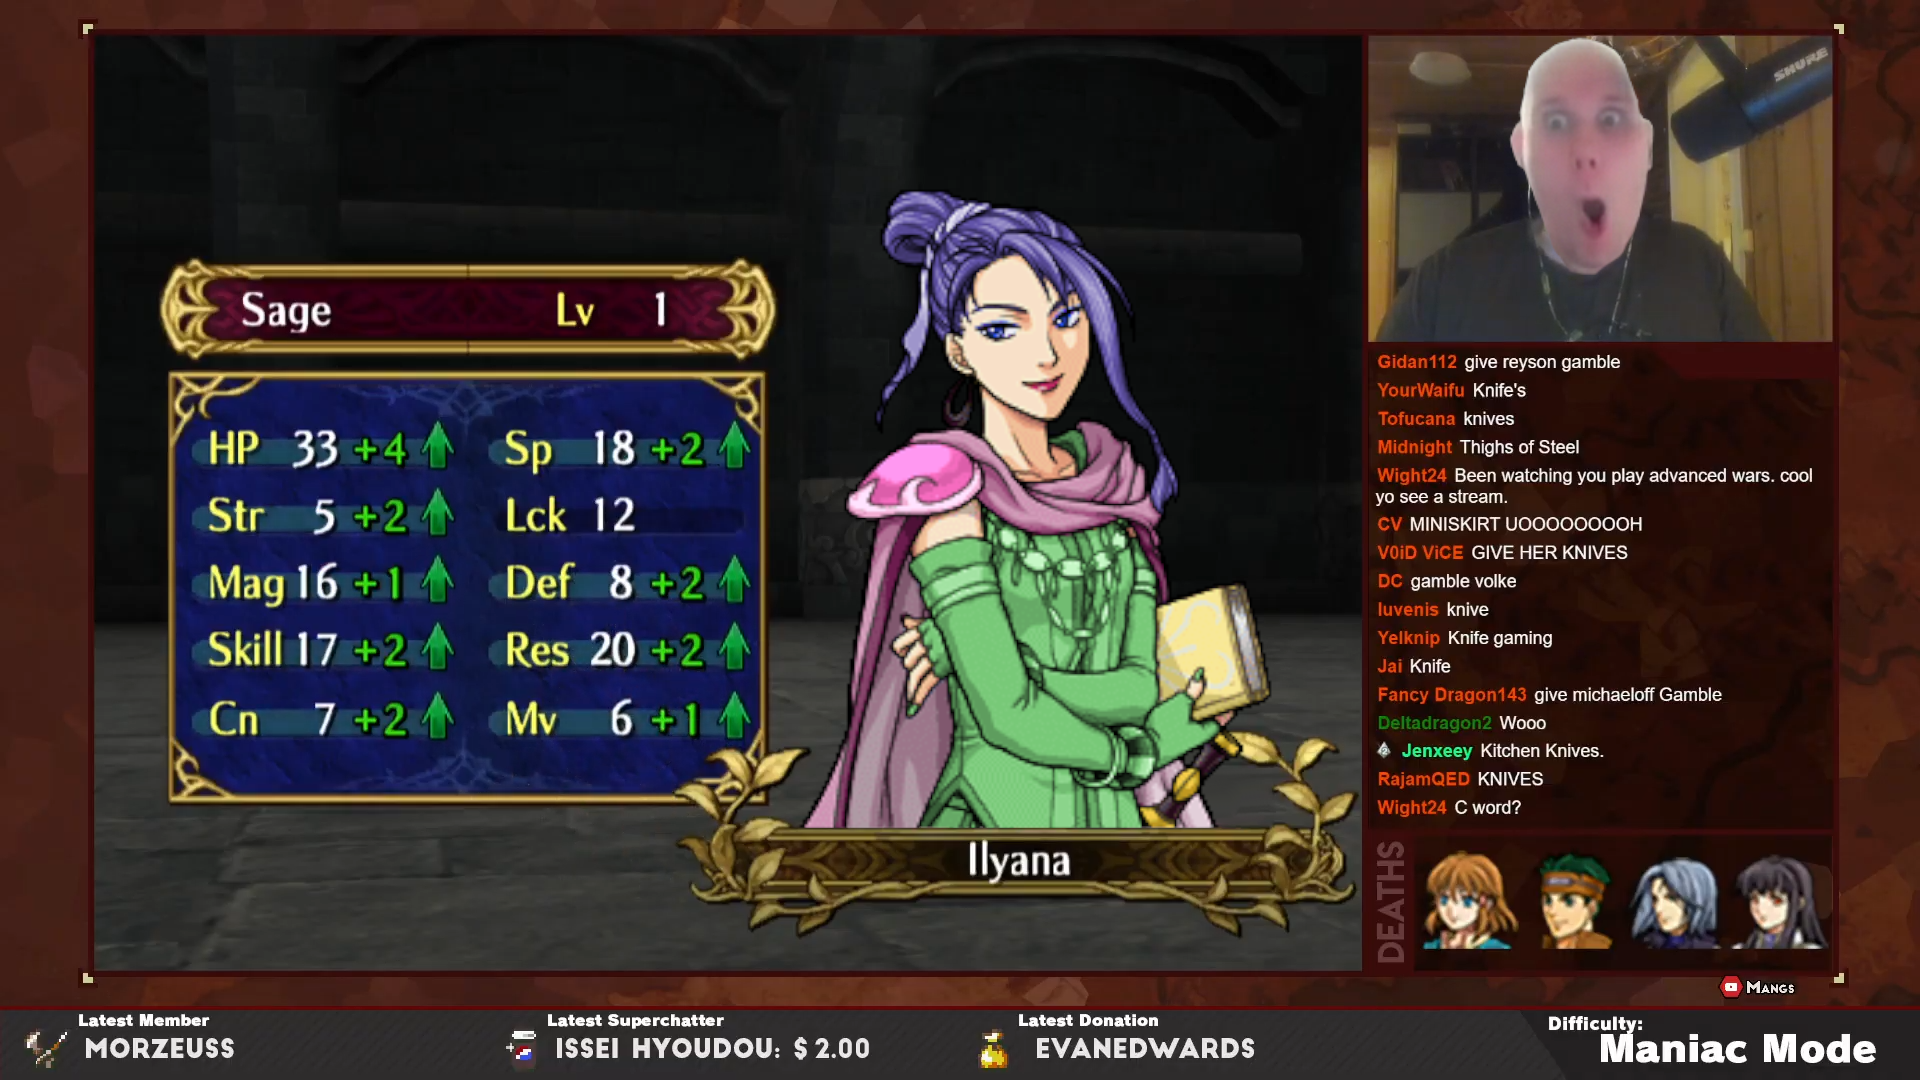 Sage Lv 1
HP 33 +4 Sp 18 +2
Str 5 +2 Lck 12
Mag 16 +1 Def 8 +2
Skill 17 +2 Res 20 +2
Cn 7 +2 Mv 6 +1
Ilyana
SHURE
Gidan112 give reyson gamble
YourWaifu Knife's
Tofucana knives
Midnight Thighs of Steel
Wight24 Been watching you play advanced wars. cool
yo see a stream.
CV MINISKIRT UOOOOOOOOH
V0iD ViCE GIVE HER KNIVES
DC gamble volke
Iuvenis knive
Yelknip Knife gaming
Jai Knife
Fancy Dragon143 give michaeloff Gamble
Deltadragon2 Wooo
Jenxeey Kitchen Knives.
RajamQED KNIVES
Wight24 C word?
DEATHS
MANGS
Latest Member
MORZEUSS
Latest Superchatter
ISSEI HYOUDOU: $2.00
Latest Donation
EVANEDWARDS
Difficulty:
Maniac Mode